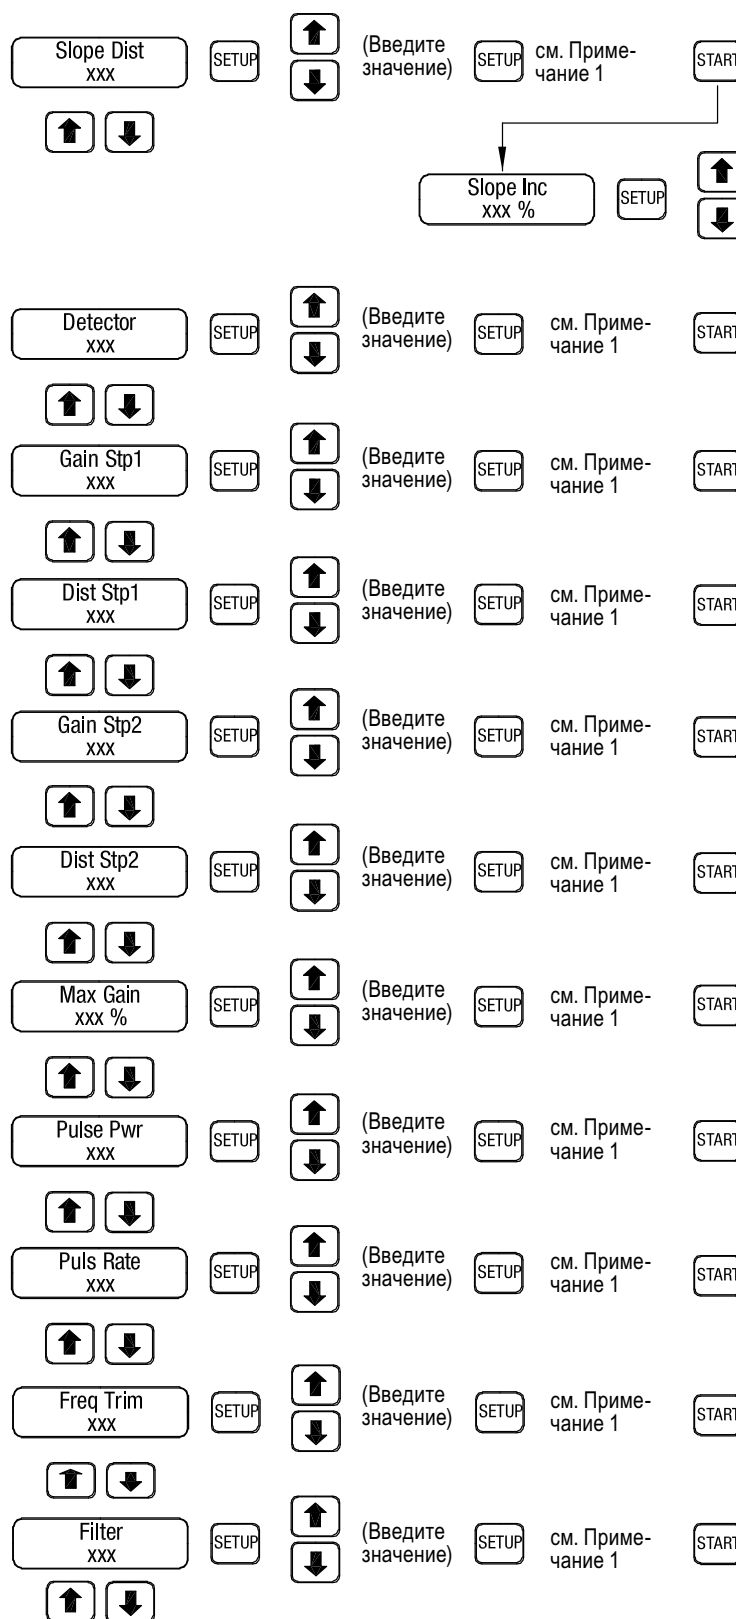 Slope Dist
xxx
SETUP
(Введите
значение)
SETUP
см. Приме-
чание 1
START
Slope Inc
xxx %
SETUP
Detector
xxx
SETUP
(Введите
значение)
SETUP
см. Приме-
чание 1
START
Gain Stp1
xxx
SETUP
(Введите
значение)
SETUP
см. Приме-
чание 1
START
Dist Stp1
xxx
SETUP
(Введите
значение)
SETUP
см. Приме-
чание 1
START
Gain Stp2
xxx
SETUP
(Введите
значение)
SETUP
см. Приме-
чание 1
START
Dist Stp2
xxx
SETUP
(Введите
значение)
SETUP
см. Приме-
чание 1
START
Max Gain
xxx %
SETUP
(Введите
значение)
SETUP
см. Приме-
чание 1
START
Pulse Pwr
xxx
SETUP
(Введите
значение)
SETUP
см. Приме-
чание 1
START
Puls Rate
xxx
SETUP
(Введите
значение)
SETUP
см. Приме-
чание 1
START
Freq Trim
xxx
SETUP
(Введите
значение)
SETUP
см. Приме-
чание 1
START
Filter
xxx
SETUP
(Введите
значение)
SETUP
см. Приме-
чание 1
START